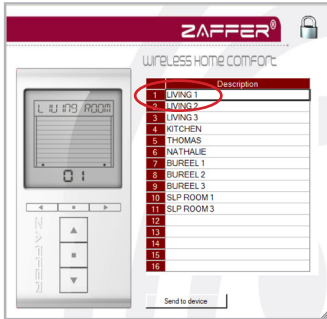 ZAFFER®
WIRELESS HOME COMFORT
Description
1 LIVING 1
2 LIVING 2
3 LIVING 3
4 KITCHEN
5 THOMAS
6 NATHALIE
7 BUREEL 1
8 BUREEL 2
9 BUREEL 3
10 SLP ROOM 1
11 SLP ROOM 3
12
13
14
15
16
LIVING ROOM
01
ZAFFER
Send to device